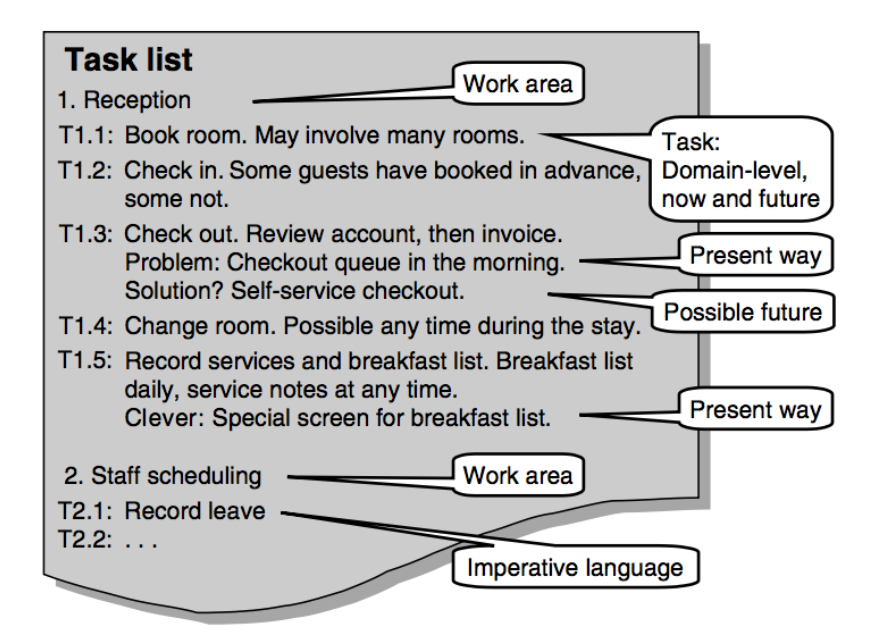 Task list
Work area
1. Reception
T1.1: Book room. May involve many rooms.
Task:
Domain-level,
now and future
T1.2: Check in. Some guests have booked in advance,
some not.
T1.3: Check out. Review account, then invoice.
Problem: Checkout queue in the morning.
Present way
Solution? Self-service checkout.
Possible future
T1.4: Change room. Possible any time during the stay.
T1.5: Record services and breakfast list. Breakfast list
daily, service notes at any time.
Clever: Special screen for breakfast list.
Present way
2. Staff scheduling
Work area
T2.1: Record leave
T2.2: . . .
Imperative language